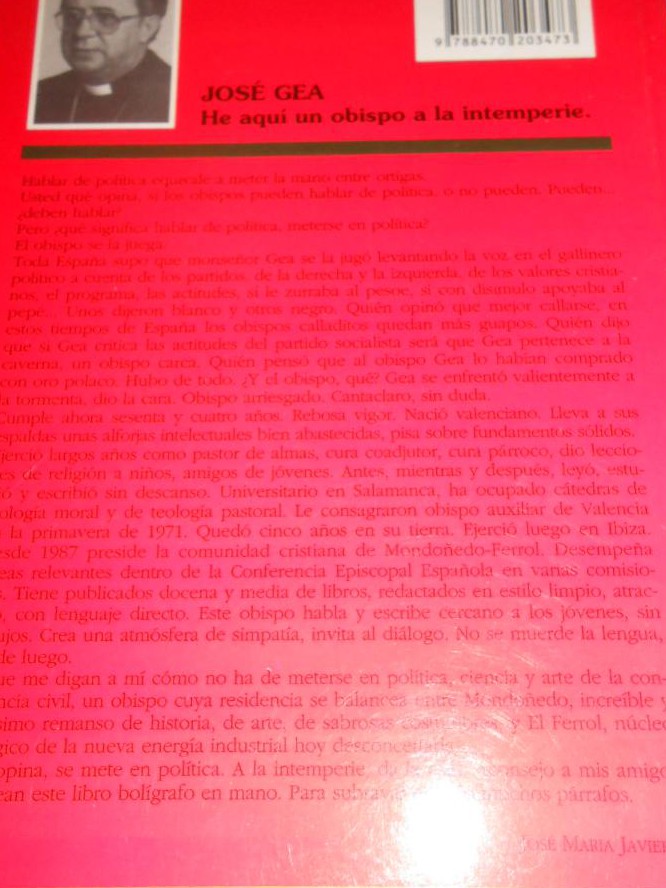 9 788470 203473
JOSÉ GEA
He aquí un obispo a la intemperie.
Hablar de política equivale a meter la mano entre ortigas.
Usted qué opina, si los obispos pueden hablar de política, o no pueden. Pueden...
¿deben hablar?
Pero ¿qué significa hablar de política, meterse en política?
El obispo se la juega.
Toda España supo que monseñor Gea se la jugó levantando la voz en el gallinero
político a cuenta de los partidos, de la derecha y la izquierda, de los valores cristia-
nos, el programa, las actitudes, si le zurraba al pesoe, si con disimulo apoyaba al
pepé... Unos dijeron blanco y otros negro. Quién opinó que mejor callarse, en
estos tiempos de España los obispos calladitos quedan más guapos. Quién dijo
que si Gea critica las actitudes del partido socialista será que Gea pertenece a la
caverna, un obispo carca. Quién pensó que al obispo Gea lo habían comprado
con oro polaco. Hubo de todo. ¿Y el obispo, qué? Gea se enfrentó valientemente a
la tormenta, dio la cara. Obispo arriesgado. Cantaclaro, sin duda.
Cumple ahora sesenta y cuatro años. Rebosa vigor. Nació valenciano. Lleva a sus
espaldas unas alforjas intelectuales bien abastecidas, pisa sobre fundamentos sólidos.
Ejerció largos años como pastor de almas, cura coadjutor, cura párroco, dio leccio-
es de religión a niños, amigos de jóvenes. Antes, mientras y después, leyó, estu-
ió y escribió sin descanso. Universitario en Salamanca, ha ocupado cátedras de
ología moral y de teología pastoral. Le consagraron obispo auxiliar de Valencia
la primavera de 1971. Quedó cinco años en su tierra. Ejerció luego en Ibiza.
esde 1987 preside la comunidad cristiana de Mondoñedo-Ferrol. Desempeña
eas relevantes dentro de la Conferencia Episcopal Española en varias comisio-
s. Tiene publicados docena y media de libros, redactados en estilo limpio, atrac-
o, con lenguaje directo. Este obispo habla y escribe cercano a los jóvenes, sin
ujos. Crea una atmósfera de simpatía, invita al diálogo. No se muerde la lengua,
de luego.
ue me digan a mí cómo no ha de meterse en política, ciencia y arte de la con-
ncia civil, un obispo cuya residencia se balancea entre Mondoñedo, increíble y
simo remanso de historia, de arte, de sabrosas y El Ferrol, núcleo
gico de la nueva energía industrial hoy
opina, se mete en política. A la intemperie, Aconsejo a mis amigo
ean este libro bolígrafo en mano. Para párrafos.
JOSÉ MARIA JAVIER